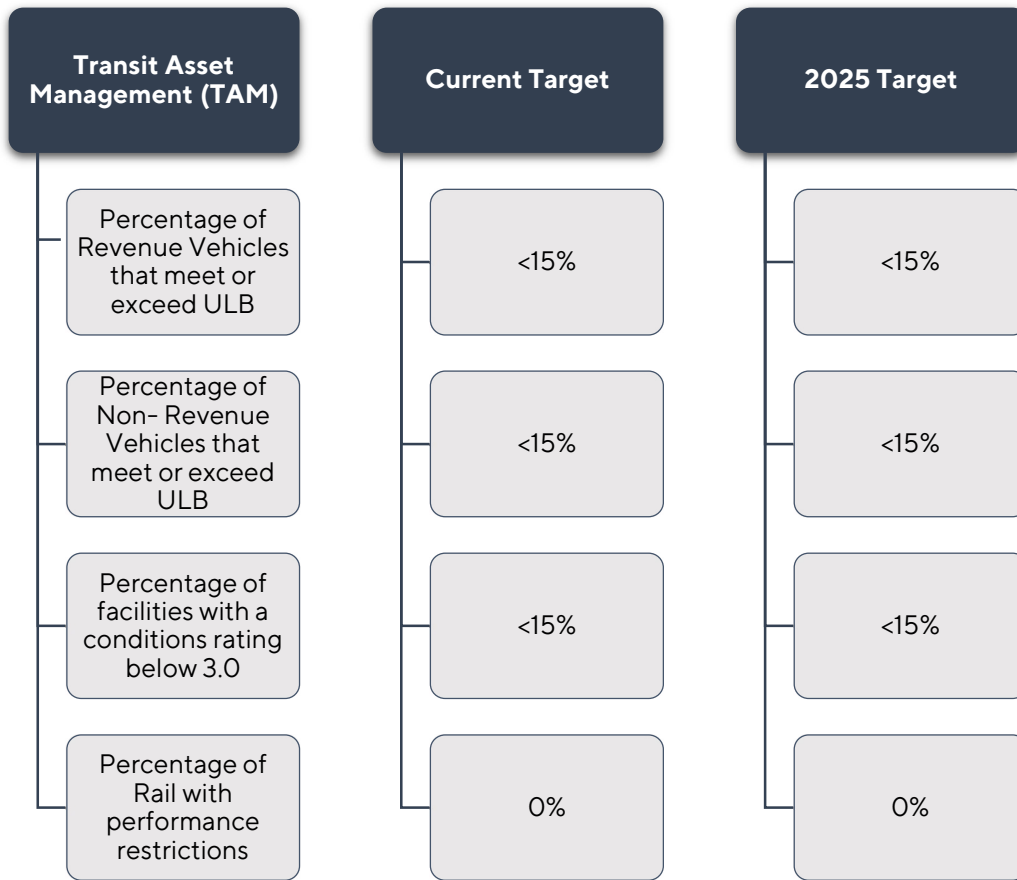 Transit Asset
Management (TAM)
Current Target
2025 Target
Percentage of
Revenue Vehicles
that meet or
exceed ULB
<15%
<15%
Percentage of
Non- Revenue
Vehicles that
meet or exceed
ULB
<15%
<15%
Percentage of
facilities with a
conditions rating
below 3.0
<15%
<15%
Percentage of
Rail with
performance
restrictions
0%
0%